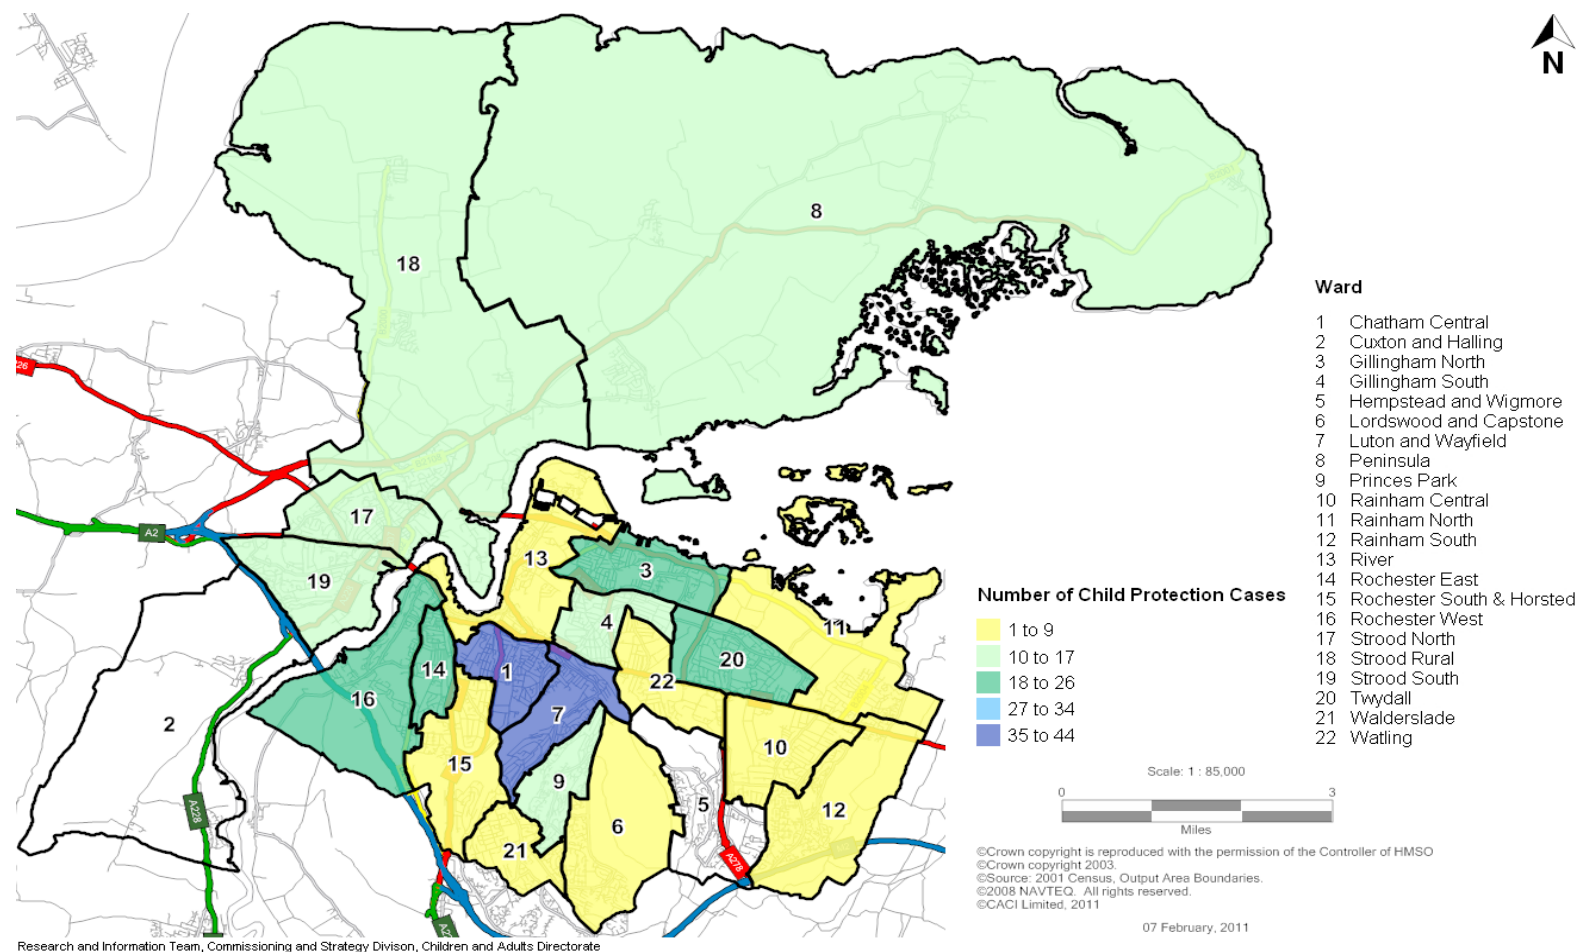 N
8
18
26
17
A2
19
13
3
4
11
14
20
1
22
16
2
7
10
15
9
5
12
6
21
A228
A278
Ward
1 Chatham Central
2 Cuxton and Halling
3 Gillingham North
4 Gillingham South
5 Hempstead and Wigmore
6 Lordswood and Capstone
7 Luton and Wayfield
8 Peninsula
9 Princes Park
10 Rainham Central
11 Rainham North
12 Rainham South
13 River
14 Rochester East
15 Rochester South & Horsted
16 Rochester West
17 Strood North
18 Strood Rural
19 Strood South
20 Twydall
21 Walderslade
22 Watling
Number of Child Protection Cases
1 to 9
10 to 17
18 to 26
27 to 34
35 to 44
Scale: 1 : 85,000
0 3
Miles
©Crown copyright is reproduced with the permission of the Controller of HMSO
©Crown copyright 2003.
©Source: 2001 Census, Output Area Boundaries.
©2008 NAVTEQ. All rights reserved.
©CACI Limited, 2011
07 February, 2011
Research and Information Team, Commissioning and Strategy Divison, Children and Adults Directorate